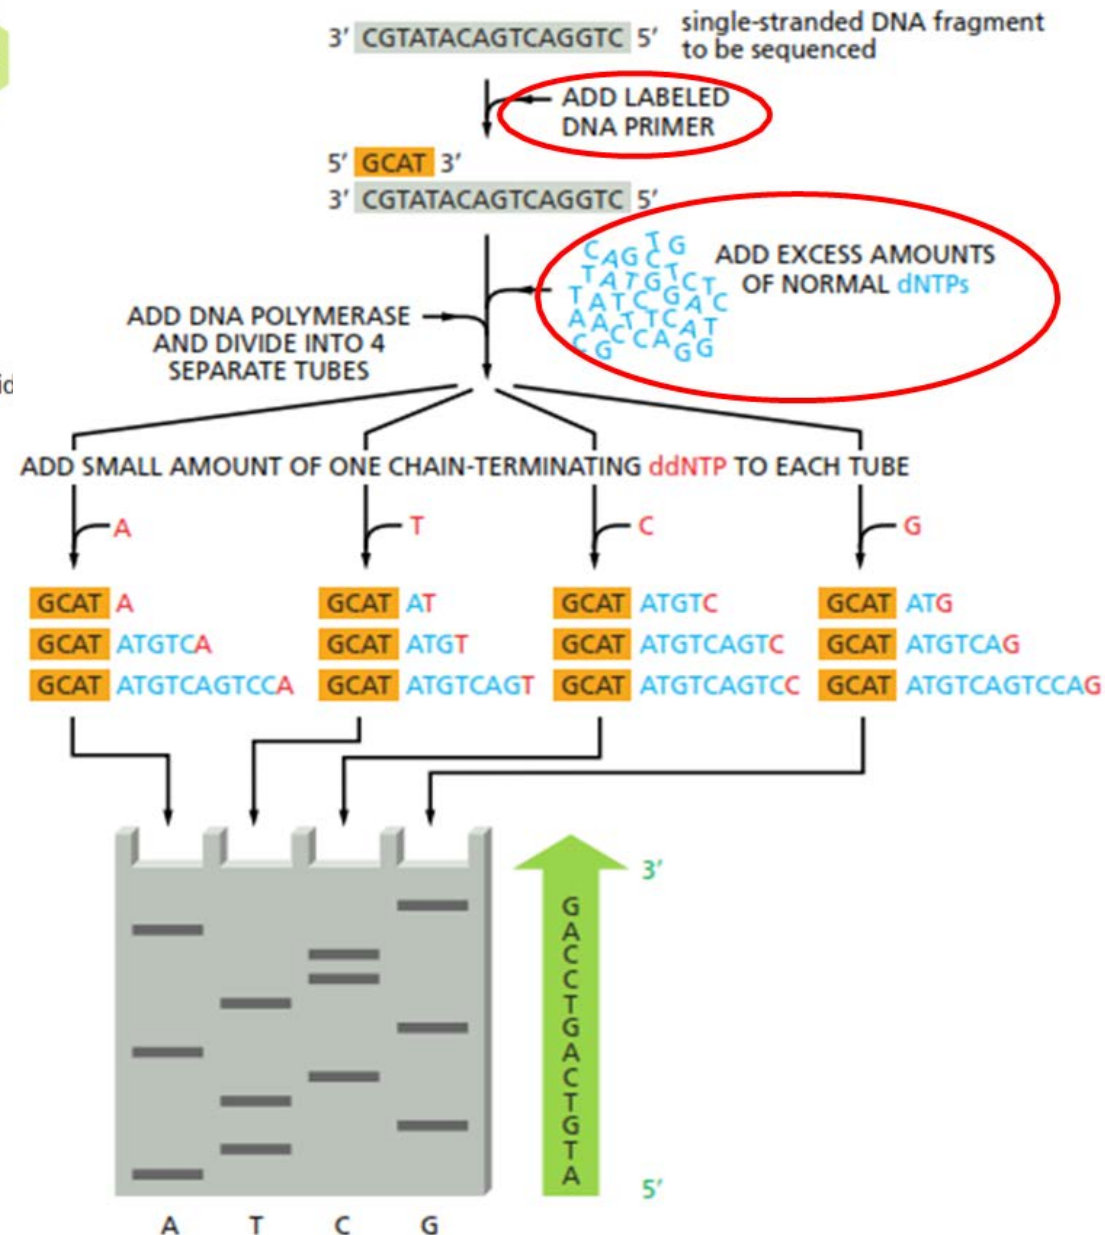 3′ CGTATACAGTCAGGTC 5′
single-stranded DNA fragment
to be sequenced
ADD LABELED
DNA PRIMER
5′ GCAT 3′
3′ CGTATACAGTCAGGTC 5′
C A G T C G
T A T G T C T
T A T C G A C
A A C T T C A T
C G C C A G G
ADD EXCESS AMOUNTS
OF NORMAL dNTPs
ADD DNA POLYMERASE
AND DIVIDE INTO 4
SEPARATE TUBES
id
ADD SMALL AMOUNT OF ONE CHAIN-TERMINATING ddNTP TO EACH TUBE
A T C G
GCAT A GCAT AT GCAT ATGTC GCAT ATG
GCAT ATGTCA GCAT ATGT GCAT ATGTCAGTC GCAT ATGTCAG
GCAT ATGTCAGTCCA GCAT ATGTCAGT GCAT ATGTCAGTCC GCAT ATGTCAGTCCAG
3′
G
A
C
C
T
G
A
C
T
G
T
A
5′
A T C G